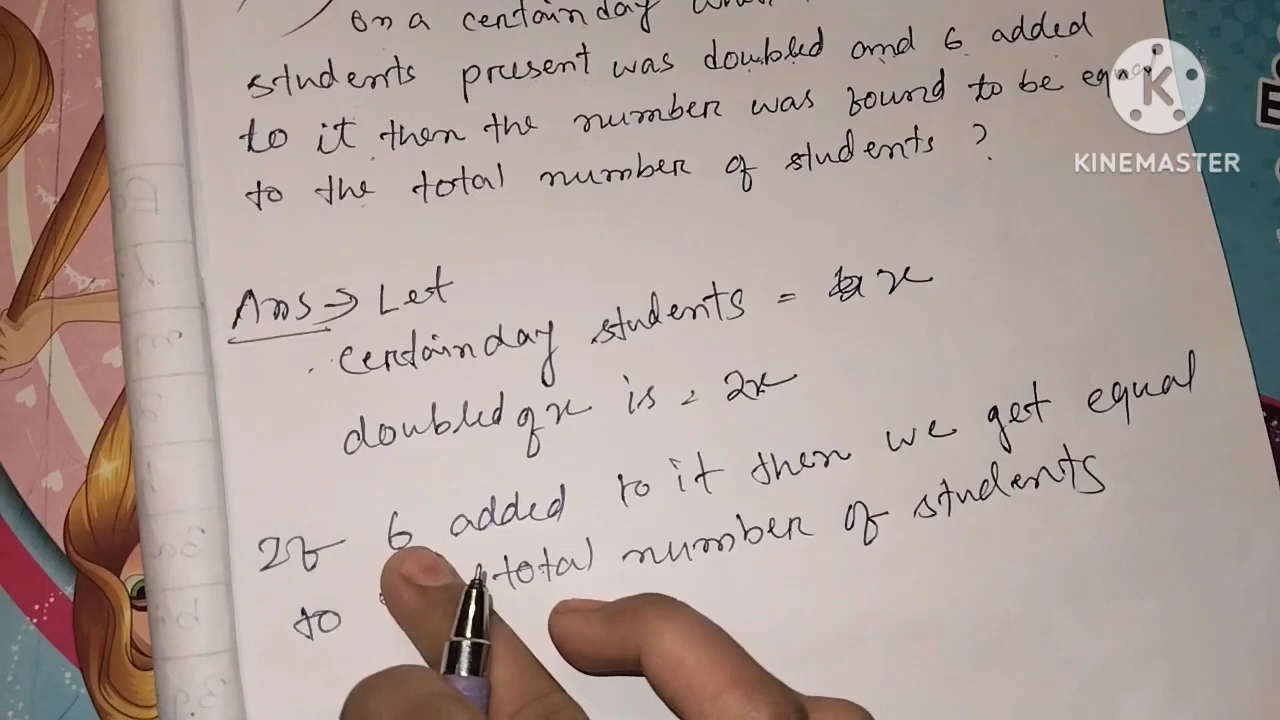 on a certain day
students present was doubled and 6 added
to it then the number was found to be equal
to the total number of students ?
Ans → Let
certain day students = x
doubled of x is = 2x
If 6 added to it then we get equal
to total number of students
KINEMASTER